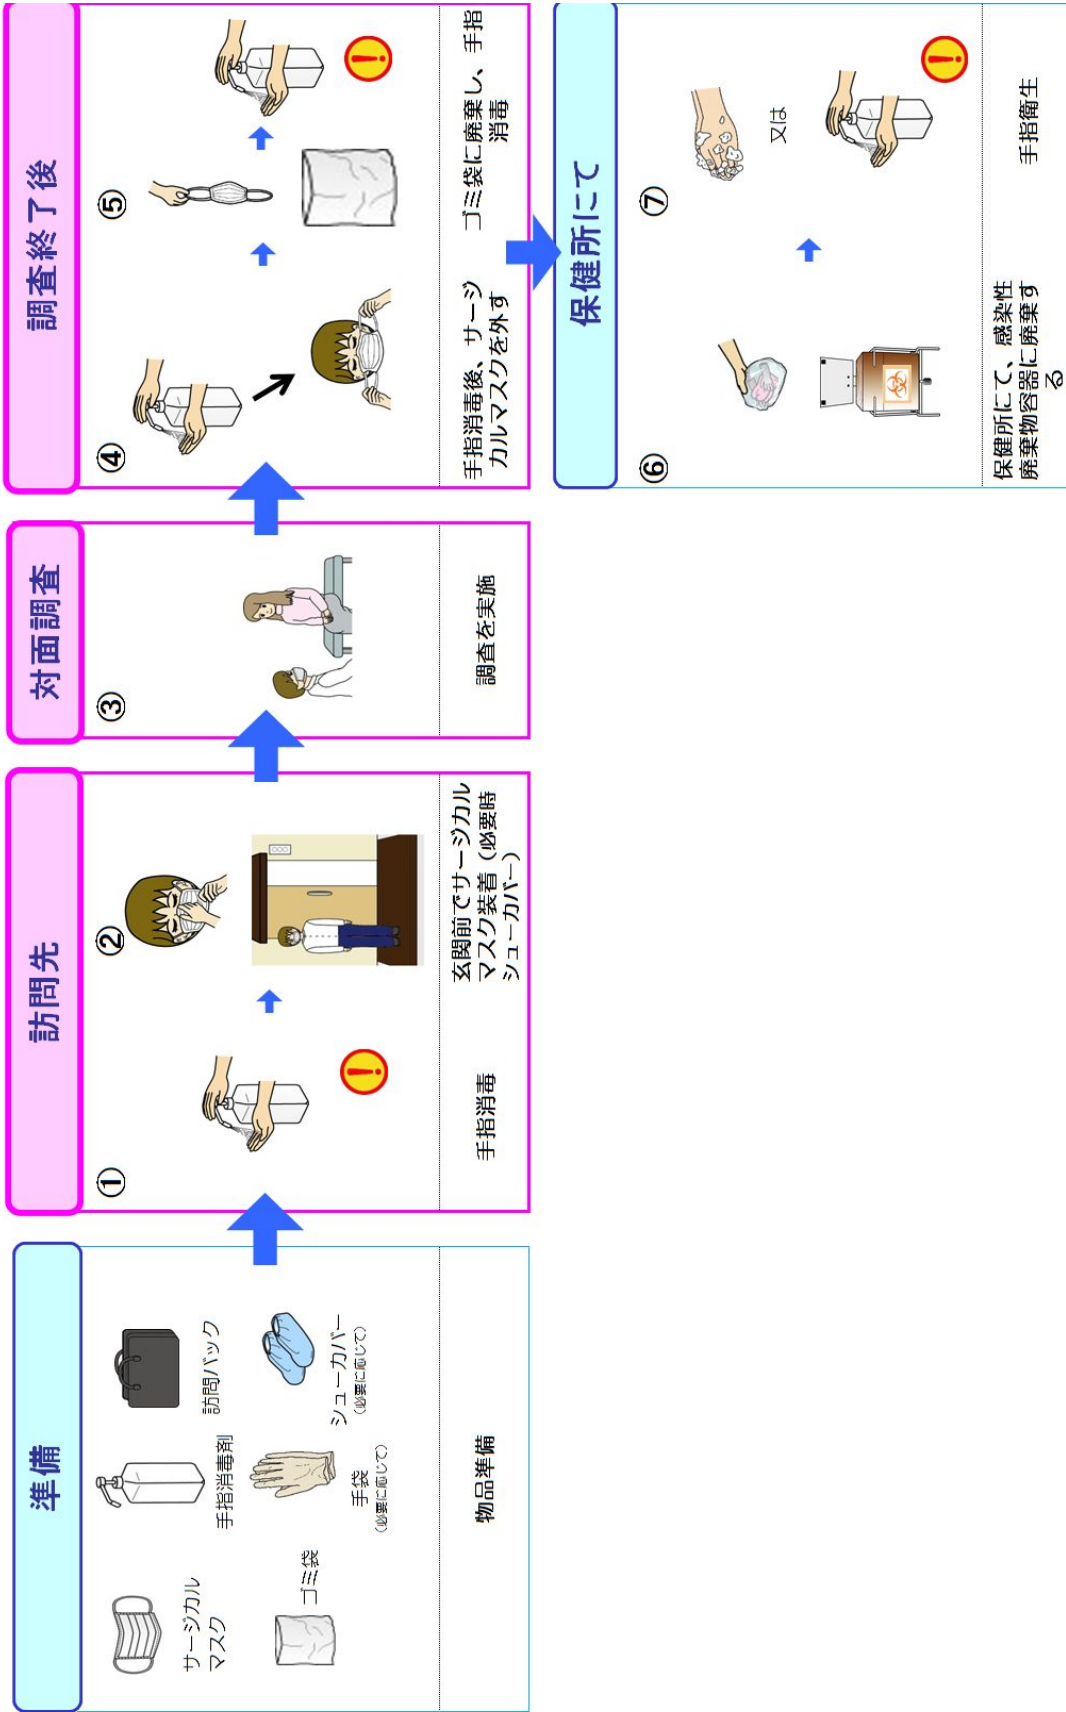 準備
サージカル
マスク
手指消毒剤
訪問バック
ゴミ袋
手袋
（必要に応じて）
シューカバー
（必要に応じて）
物品準備
訪問先
①
手指消毒
②
玄関前でサージカル
マスク装着（必要時
シューカバー）
対面調査
③
調査を実施
調査終了後
④
手指消毒後、サージ
カルマスクを外す
⑤
ゴミ袋に廃棄し、手指
消毒
保健所にて
⑥
保健所にて、感染性
廃棄物容器に廃棄す
る
⑦
又は
手指衛生